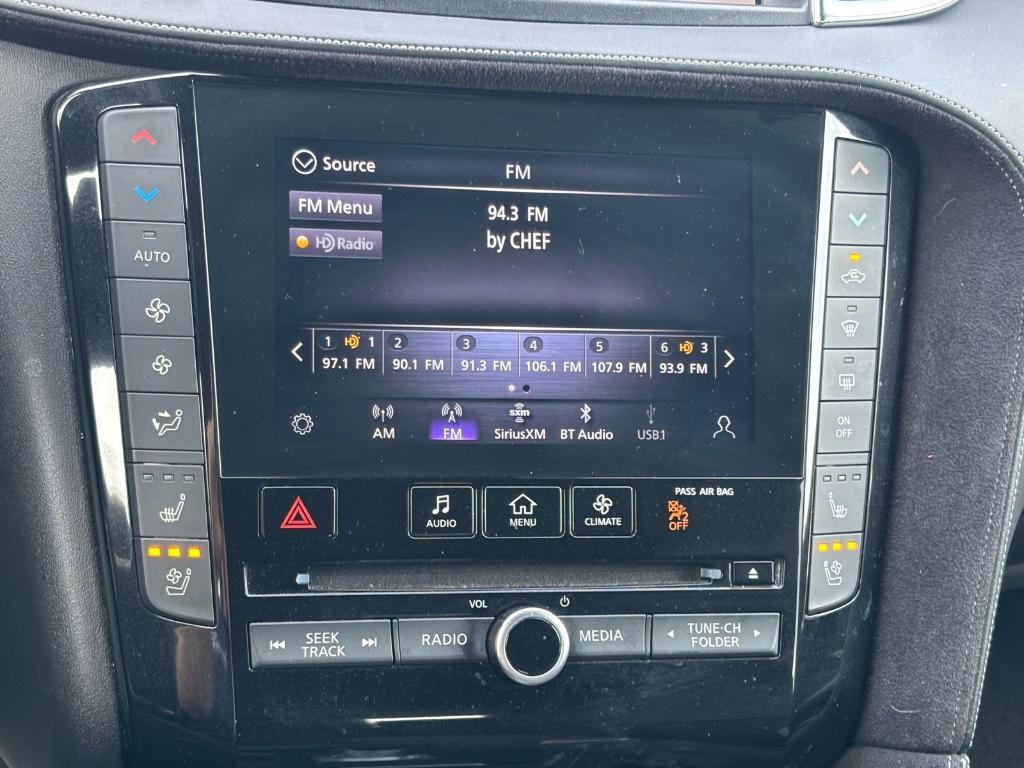 Source
FM
FM Menu
94.3 FM
HD Radio
by CHEF
1 HD 1
97.1 FM
2
90.1 FM
3
91.3 FM
4
106.1 FM
5
107.9 FM
6 HD 3
93.9 FM
AM
FM
sxm
SiriusXM
BT Audio
USB1
AUTO
ON
OFF
AUDIO
MENU
CLIMATE
PASS AIR BAG
2
OFF
VOL
SEEK
TRACK
RADIO
MEDIA
TUNE·CH
FOLDER